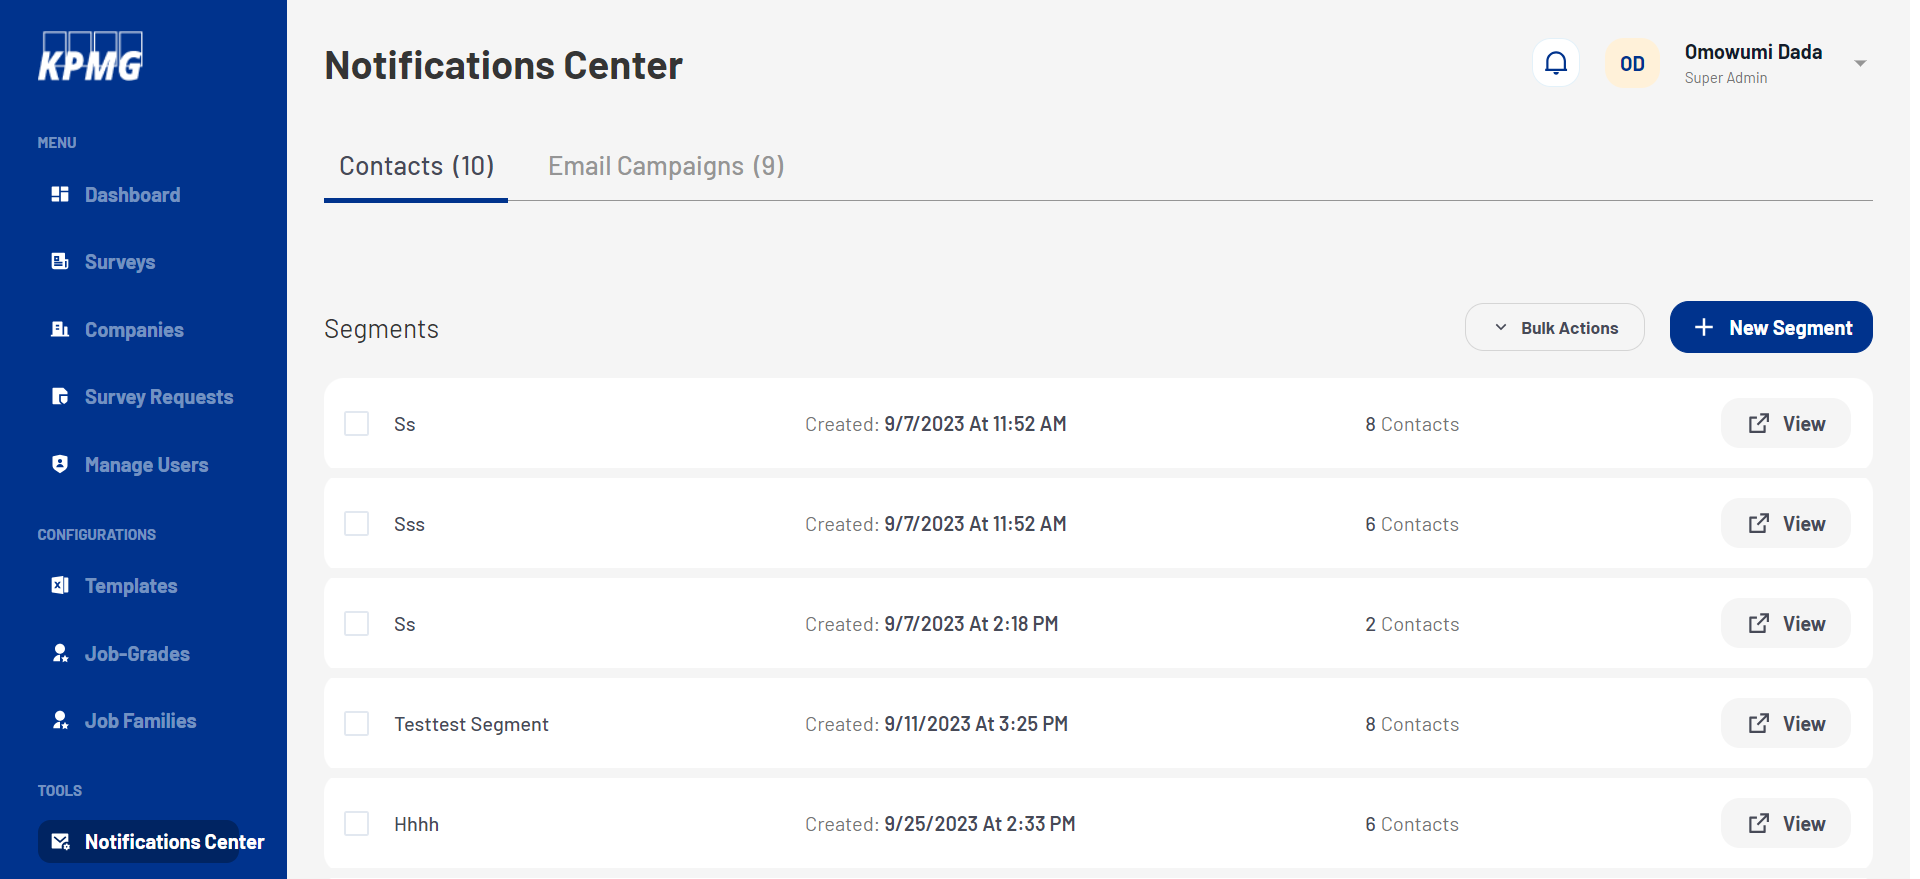 KPMG
MENU
Dashboard
Surveys
Companies
Survey Requests
Manage Users
CONFIGURATIONS
Templates
Job-Grades
Job Families
TOOLS
Notifications Center
Notifications Center
OD
Omowumi Dada
Super Admin
Contacts (10)
Email Campaigns (9)
Segments
Bulk Actions
New Segment
Ss Created: 9/7/2023 At 11:52 AM 8 Contacts View
Sss Created: 9/7/2023 At 11:52 AM 6 Contacts View
Ss Created: 9/7/2023 At 2:18 PM 2 Contacts View
Testtest Segment Created: 9/11/2023 At 3:25 PM 8 Contacts View
Hhhh Created: 9/25/2023 At 2:33 PM 6 Contacts View